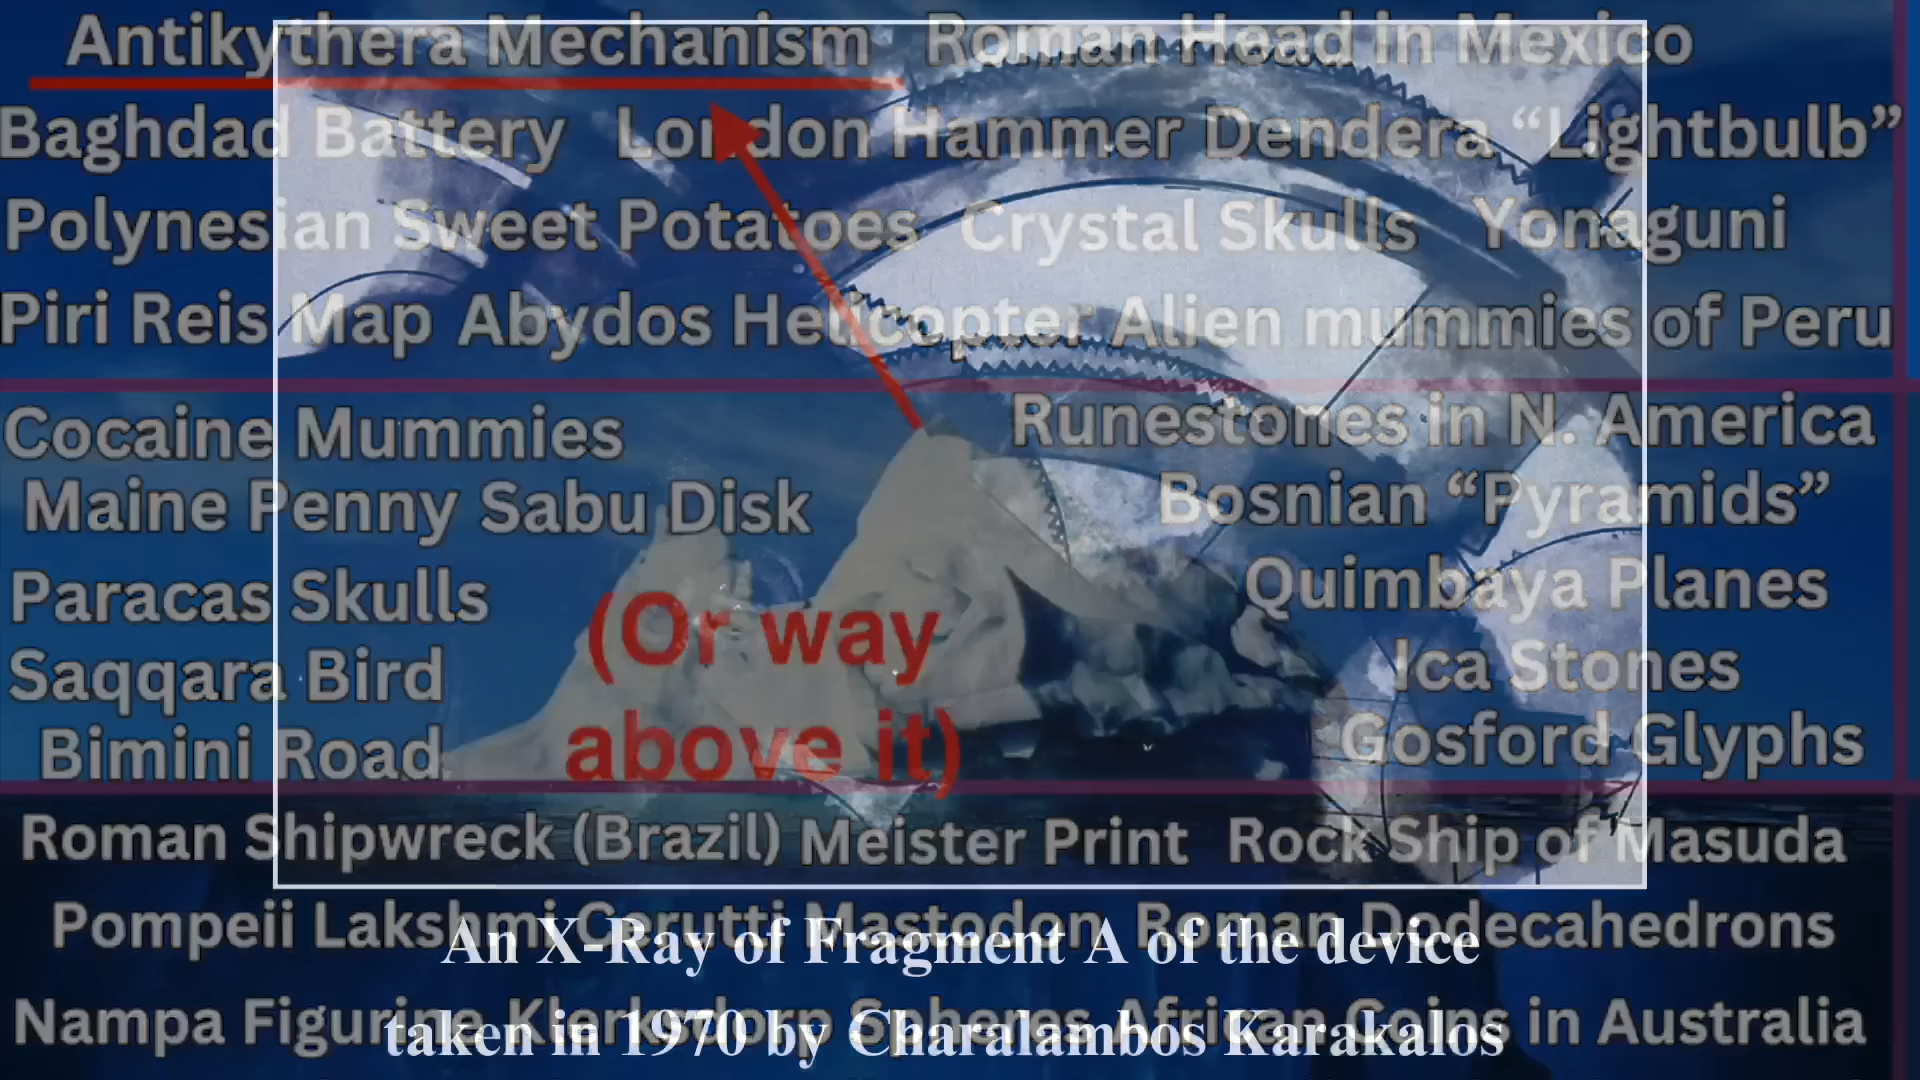 Antikythera Mechanism Roman Head in Mexico
Baghdad Battery London Hammer Dendera “Lightbulb”
Polynesian Sweet Potatoes Crystal Skulls Yonaguni
Piri Reis Map Abydos Helicopter Alien mummies of Peru
Cocaine Mummies
Runestones in N. America
Maine Penny Sabu Disk
Bosnian “Pyramids”
Paracas Skulls
Quimbaya Planes
(Or way
above it)
Saqqara Bird
Ica Stones
Bimini Road
Gosford Glyphs
Roman Shipwreck (Brazil) Meister Print Rock Ship of Masuda
Pompeii Lakshmi Cerutti Mastodon Roman Dodecahedrons
An X-Ray of Fragment A of the device
Nampa Figurine Klerksdorp Spheres African Coins in Australia
taken in 1970 by Charalambos Karakalos